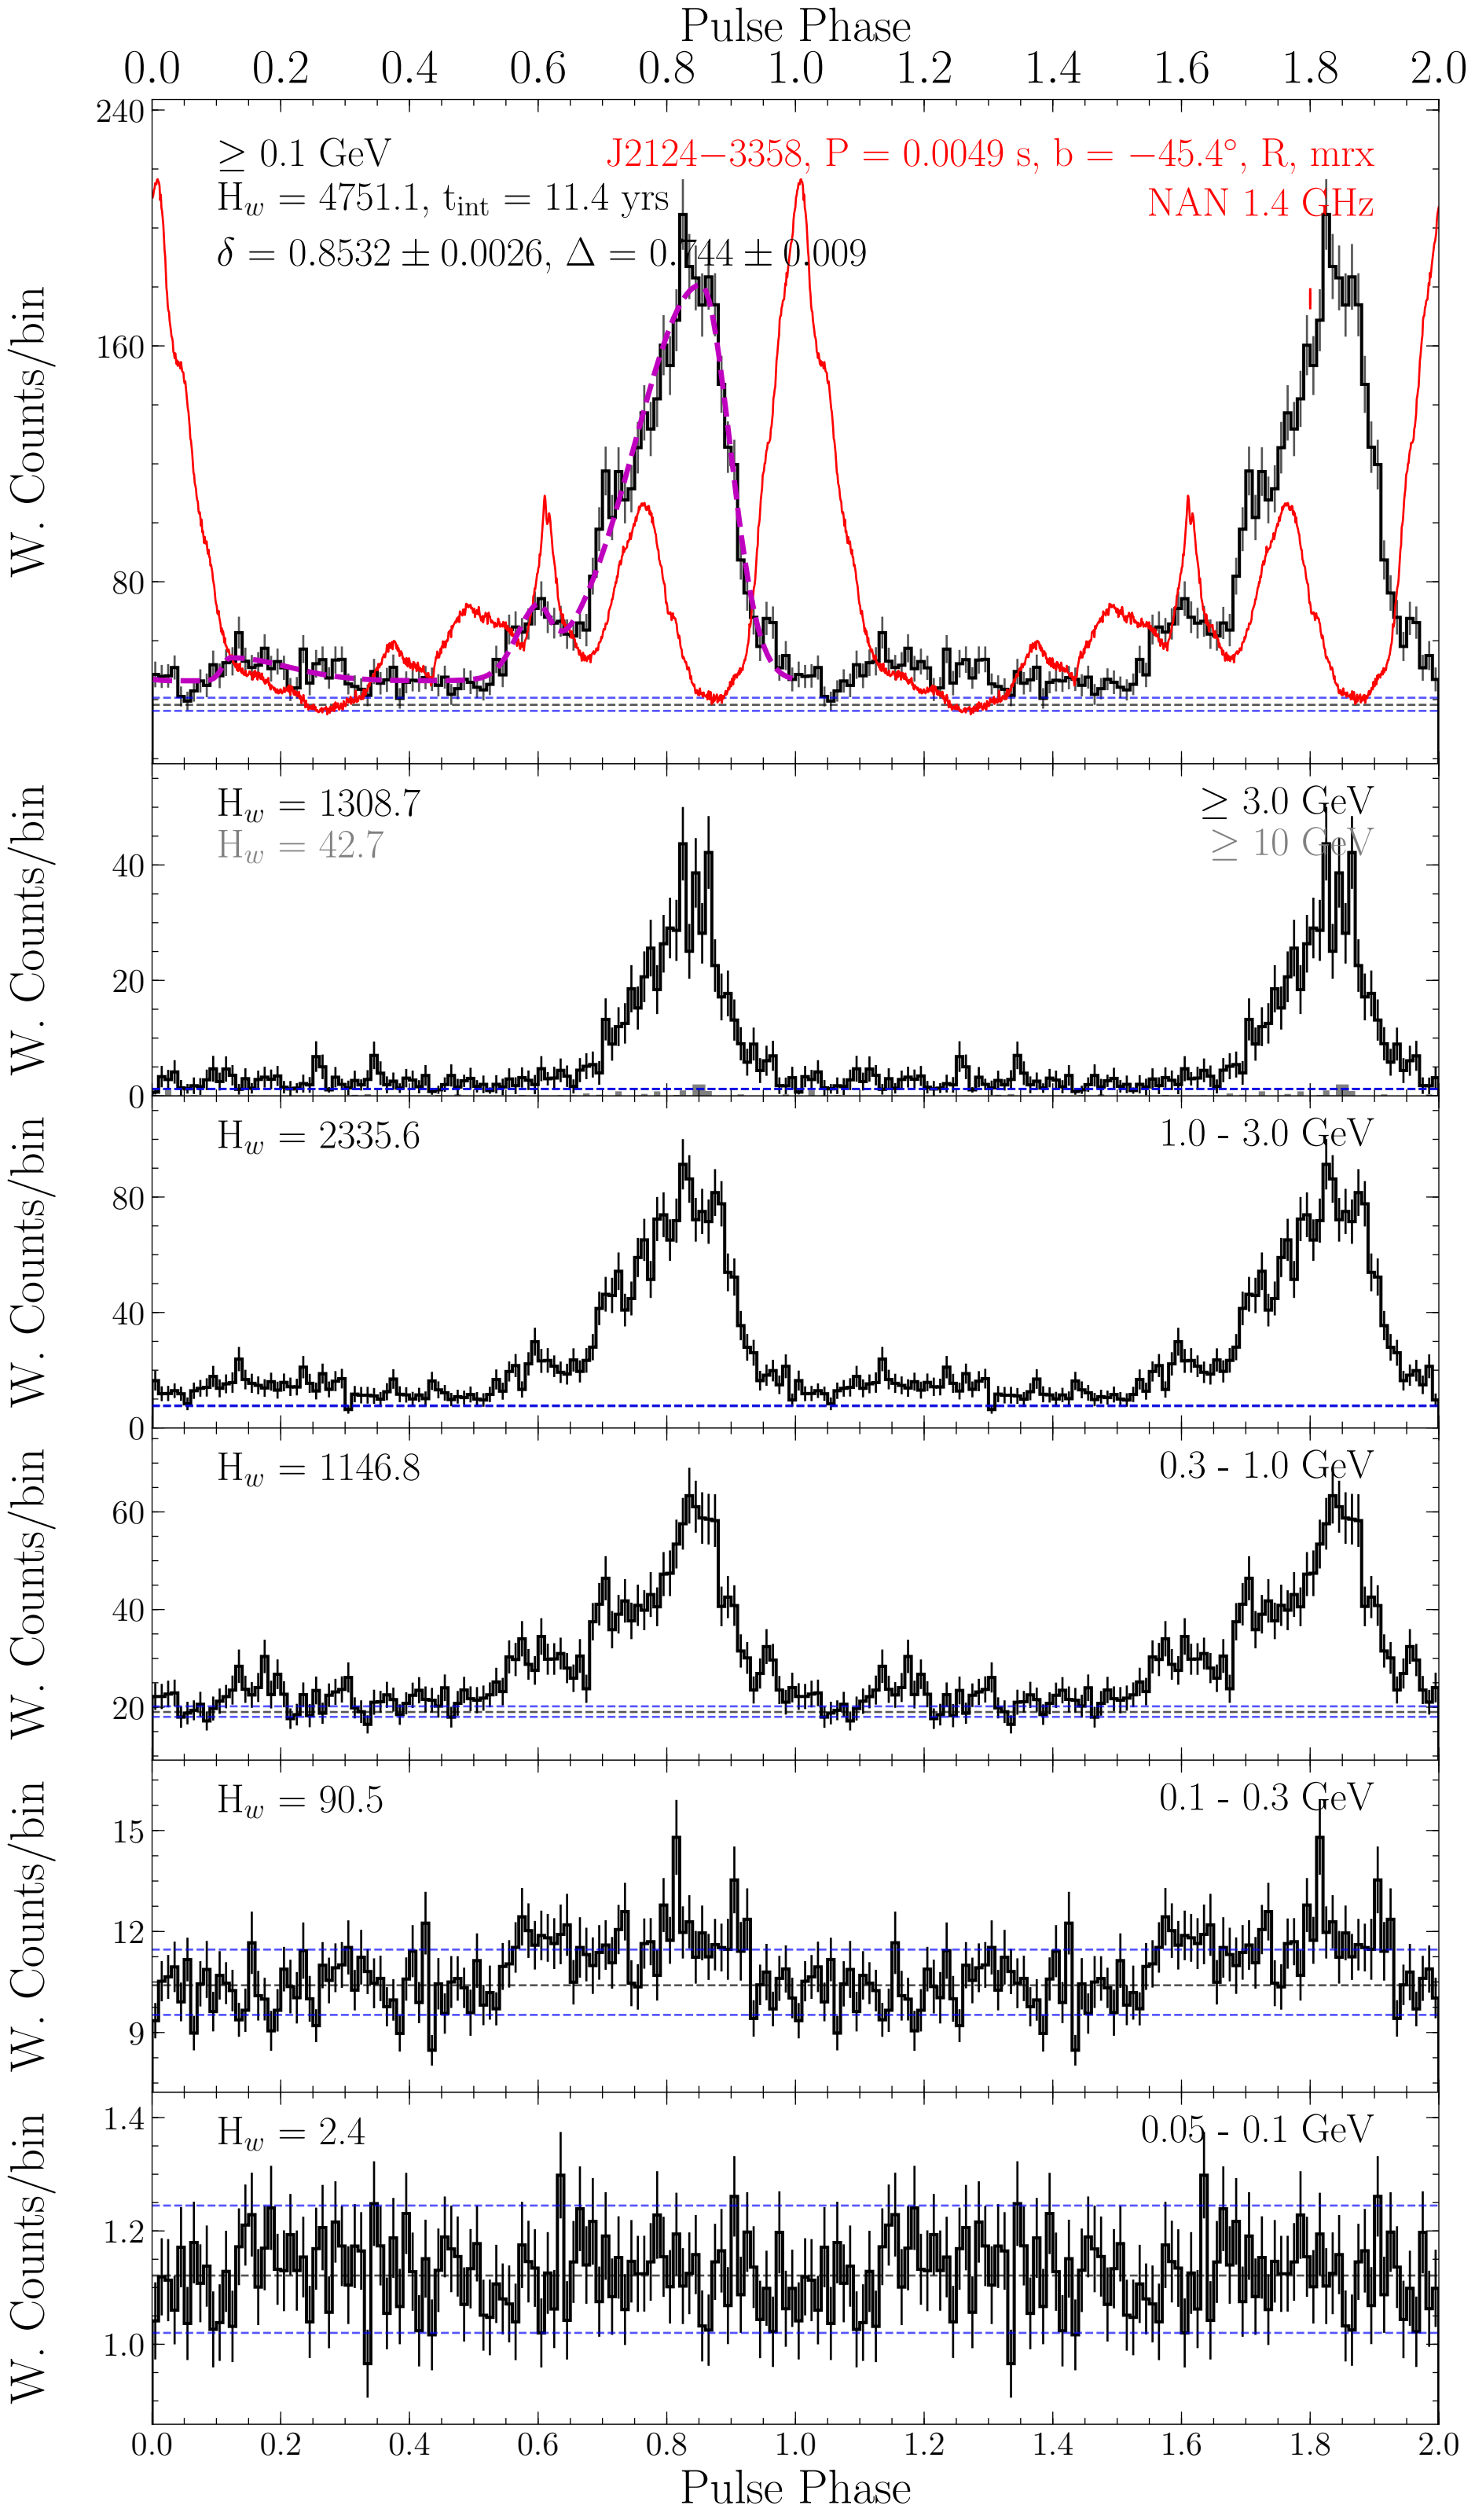 Pulse Phase
0.0 0.2 0.4 0.6 0.8 1.0 1.2 1.4 1.6 1.8 2.0
W. Counts/bin
240
160
80
≥ 0.1 GeV
H_w = 4751.1, t_int = 11.4 yrs
δ = 0.8532 ± 0.0026, Δ = 0.744 ± 0.009
J2124−3358, P = 0.0049 s, b = −45.4°, R, mrx
NAN 1.4 GHz
W. Counts/bin
40
20
0
H_w = 1308.7
H_w = 42.7
≥ 3.0 GeV
≥ 10 GeV
W. Counts/bin
80
40
0
H_w = 2335.6
1.0 - 3.0 GeV
W. Counts/bin
60
40
20
H_w = 1146.8
0.3 - 1.0 GeV
W. Counts/bin
15
12
9
H_w = 90.5
0.1 - 0.3 GeV
W. Counts/bin
1.4
1.2
1.0
H_w = 2.4
0.05 - 0.1 GeV
0.0 0.2 0.4 0.6 0.8 1.0 1.2 1.4 1.6 1.8 2.0
Pulse Phase